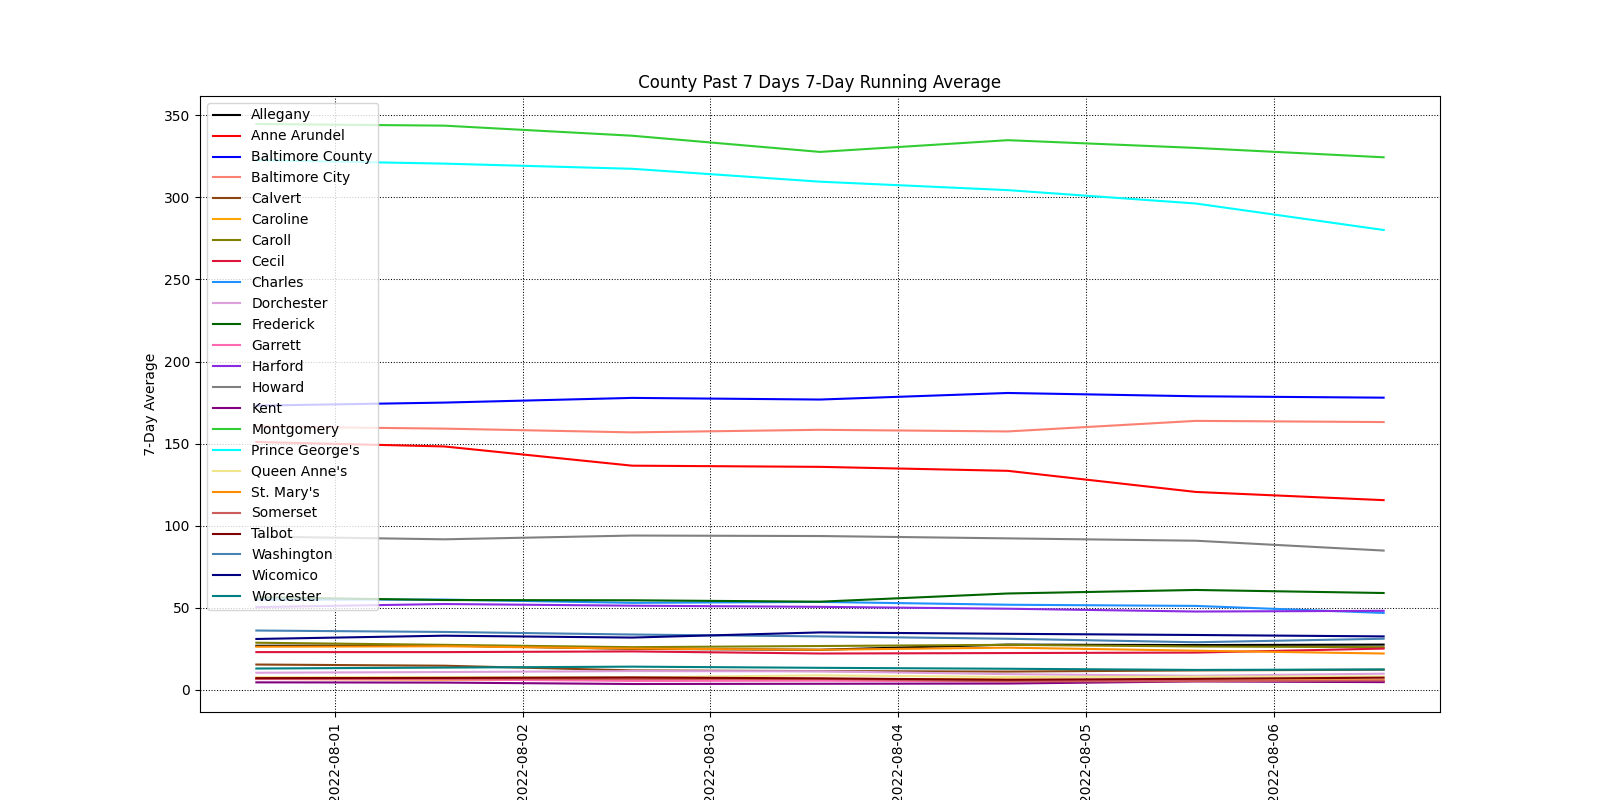 County Past 7 Days 7-Day Running Average
7-Day Average
350
300
250
200
150
100
50
0
Allegany
Anne Arundel
Baltimore County
Baltimore City
Calvert
Caroline
Caroll
Cecil
Charles
Dorchester
Frederick
Garrett
Harford
Howard
Kent
Montgomery
Prince George's
Queen Anne's
St. Mary's
Somerset
Talbot
Washington
Wicomico
Worcester
2022-08-01
2022-08-02
2022-08-03
2022-08-04
2022-08-05
2022-08-06